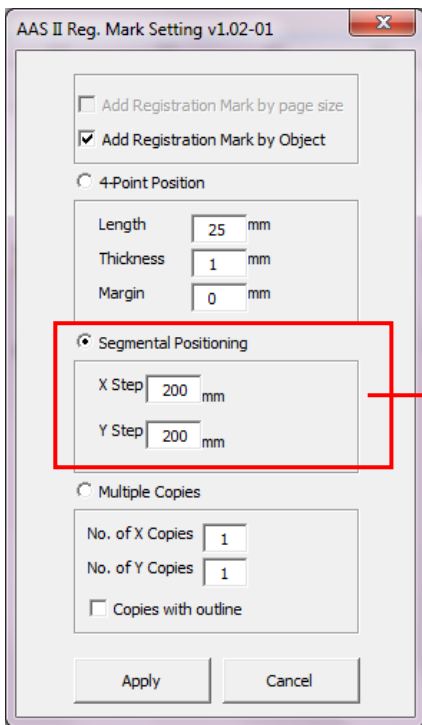 AAS II Reg. Mark Setting v1.02-01
Add Registration Mark by page size
Add Registration Mark by Object
4-Point Position
Length 25 mm
Thickness 1 mm
Margin 0 mm
Segmental Positioning
X Step 200 mm
Y Step 200 mm
Multiple Copies
No. of X Copies 1
No. of Y Copies 1
Copies with outline
Apply Cancel